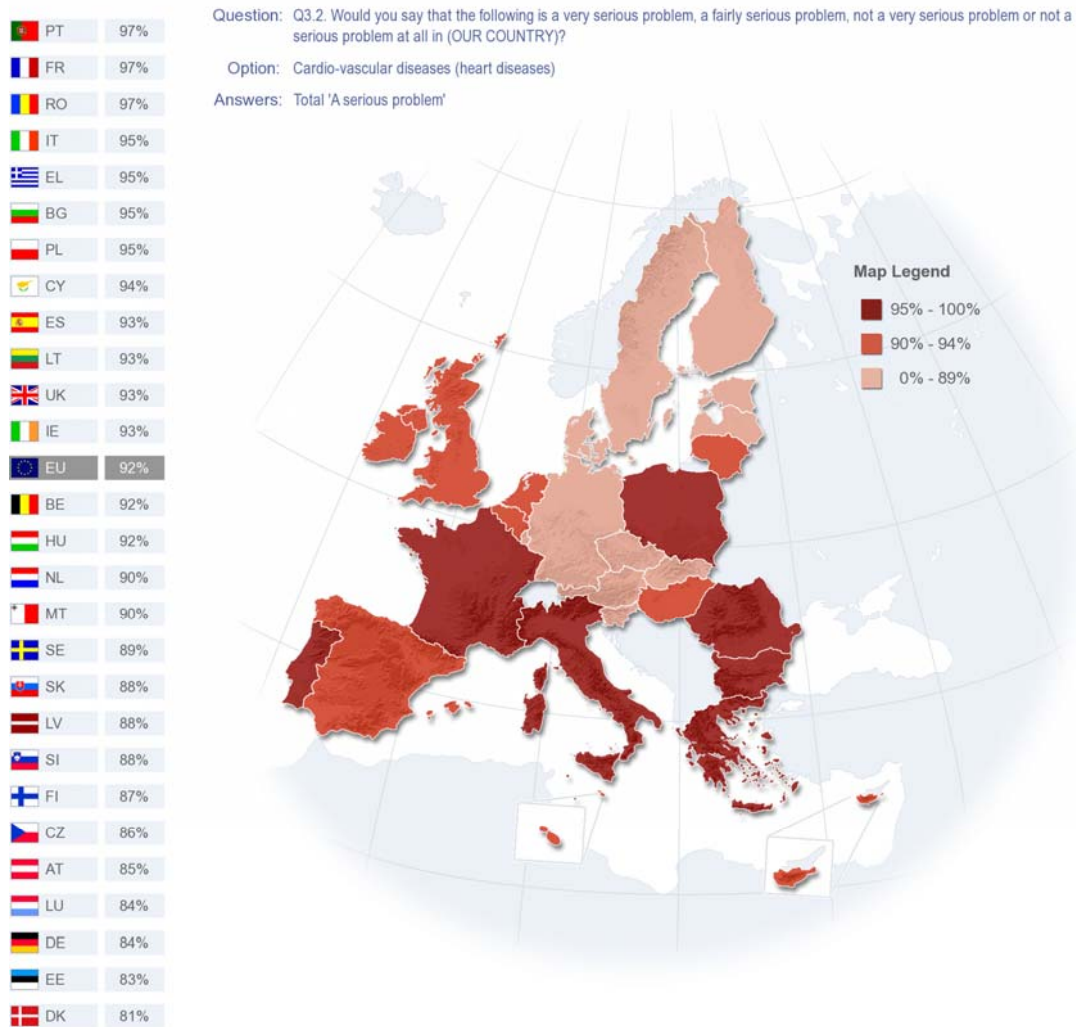 Question: Q3.2. Would you say that the following is a very serious problem, a fairly serious problem, not a very serious problem or not a
serious problem at all in (OUR COUNTRY)?
Option: Cardio-vascular diseases (heart diseases)
Answers: Total 'A serious problem'
PT 97%
FR 97%
RO 97%
IT 95%
EL 95%
BG 95%
PL 95%
CY 94%
ES 93%
LT 93%
UK 93%
IE 93%
EU 92%
BE 92%
HU 92%
NL 90%
MT 90%
SE 89%
SK 88%
LV 88%
SI 88%
FI 87%
CZ 86%
AT 85%
LU 84%
DE 84%
EE 83%
DK 81%
Map Legend
95% - 100%
90% - 94%
0% - 89%